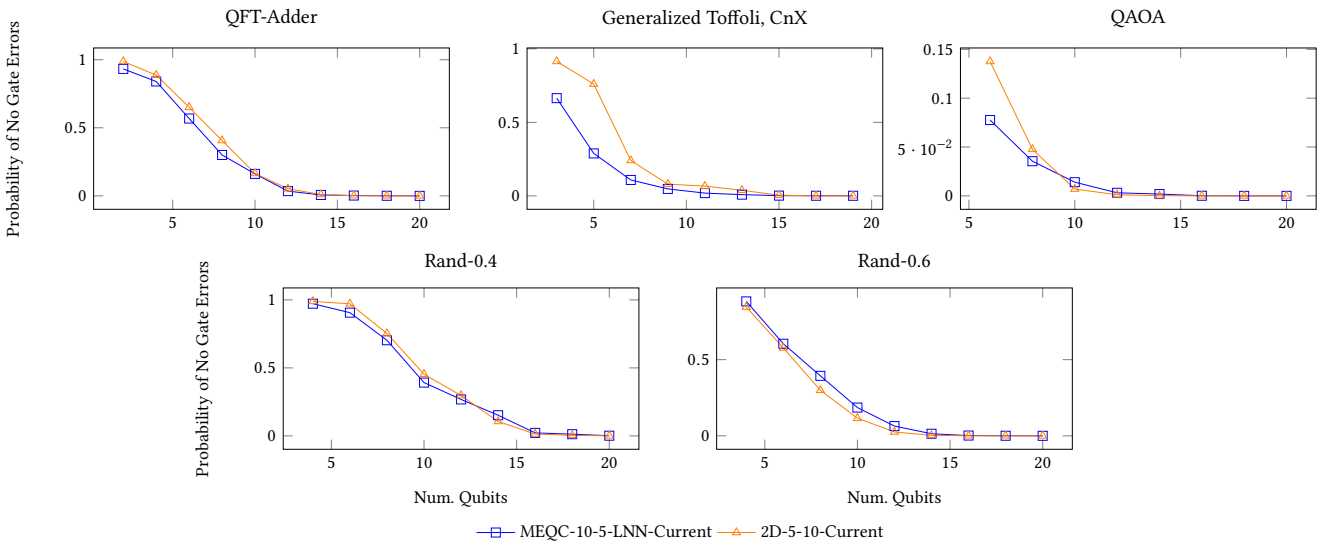 QFT-Adder
Generalized Toffoli, CnX
QAOA
Probability of No Gate Errors
1
0.5
0
5 10 15 20
1
0.5
0
5 10 15 20
0.15
0.1
5 · 10⁻²
0
10 15 20
Rand-0.4
Rand-0.6
Probability of No Gate Errors
1
0.5
0
5 10 15 20
0.5
0
5 10 15 20
Num. Qubits
Num. Qubits
MEQC-10-5-LNN-Current 2D-5-10-Current